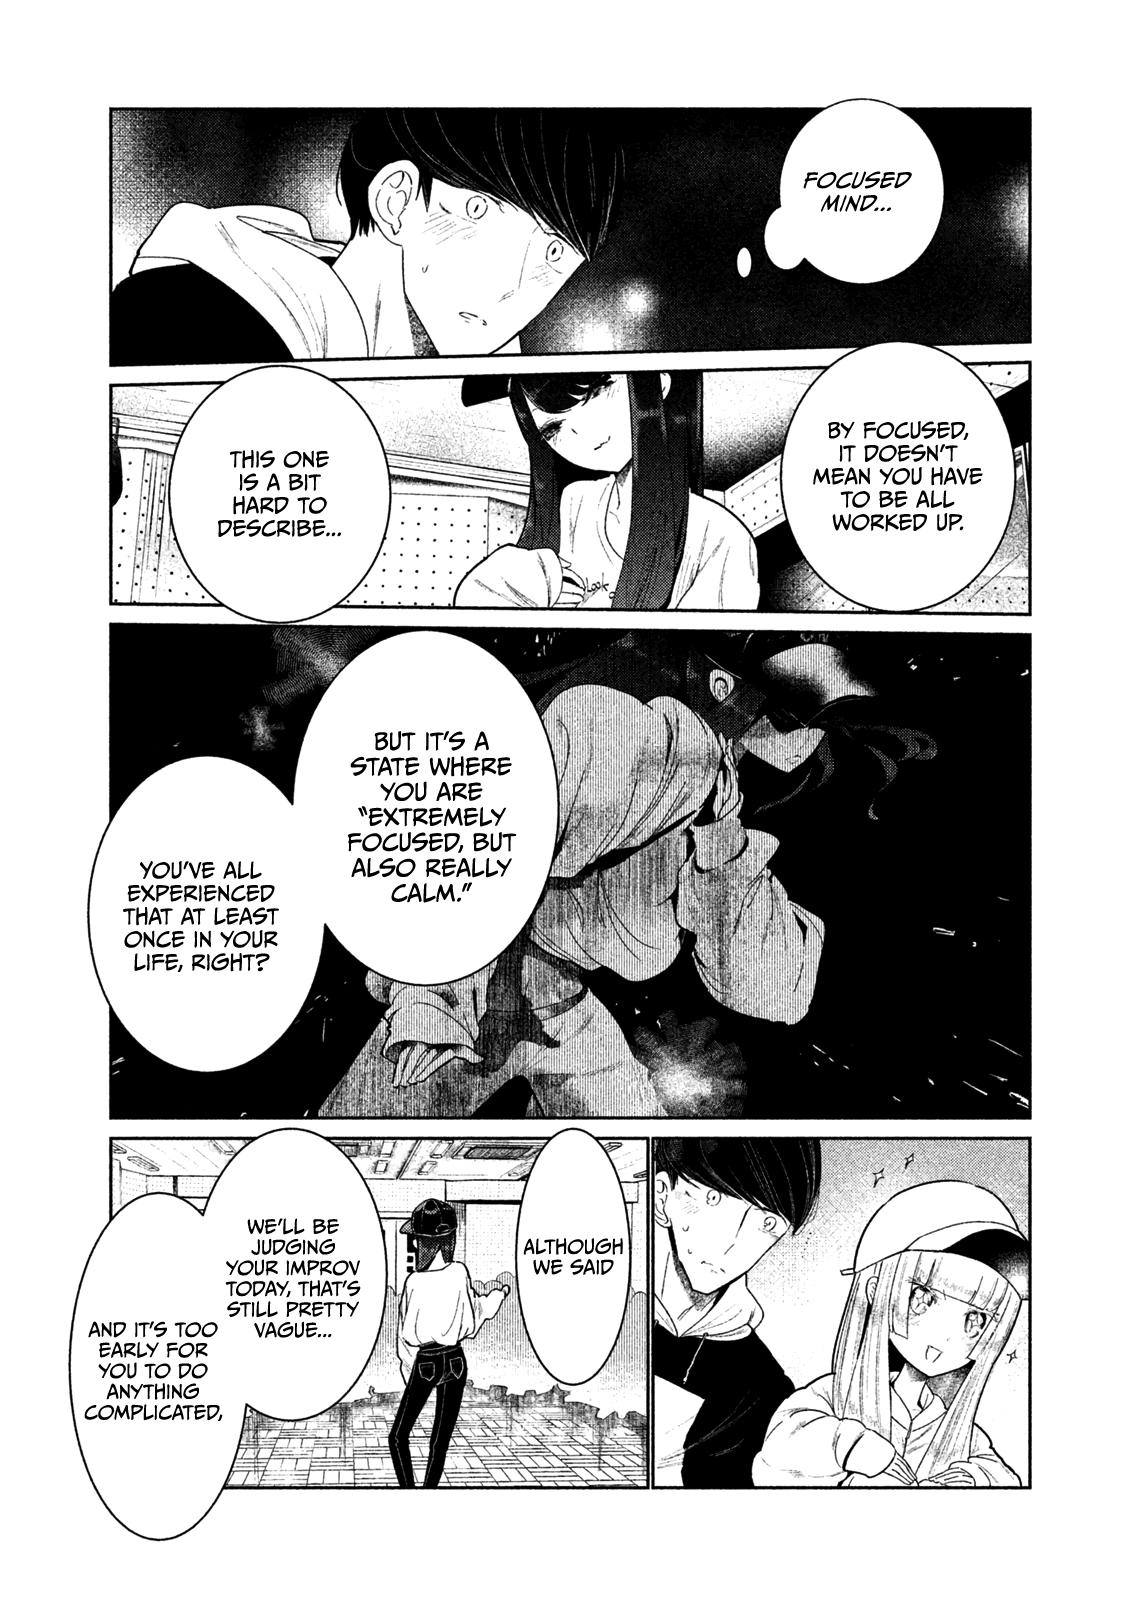 FOCUSED
MIND...
BY FOCUSED,
IT DOESN'T
MEAN YOU HAVE
TO BE ALL
WORKED UP.
THIS ONE
IS A BIT
HARD TO
DESCRIBE...
Look
BUT IT'S A
STATE WHERE
YOU ARE
"EXTREMELY
FOCUSED, BUT
ALSO REALLY
CALM."
YOU'VE ALL
EXPERIENCED
THAT AT LEAST
ONCE IN YOUR
LIFE, RIGHT?
ALTHOUGH
WE SAID
WE'LL BE
JUDGING
YOUR IMPROV
TODAY, THAT'S
STILL PRETTY
VAGUE...
AND IT'S TOO
EARLY FOR
YOU TO DO
ANYTHING
COMPLICATED,